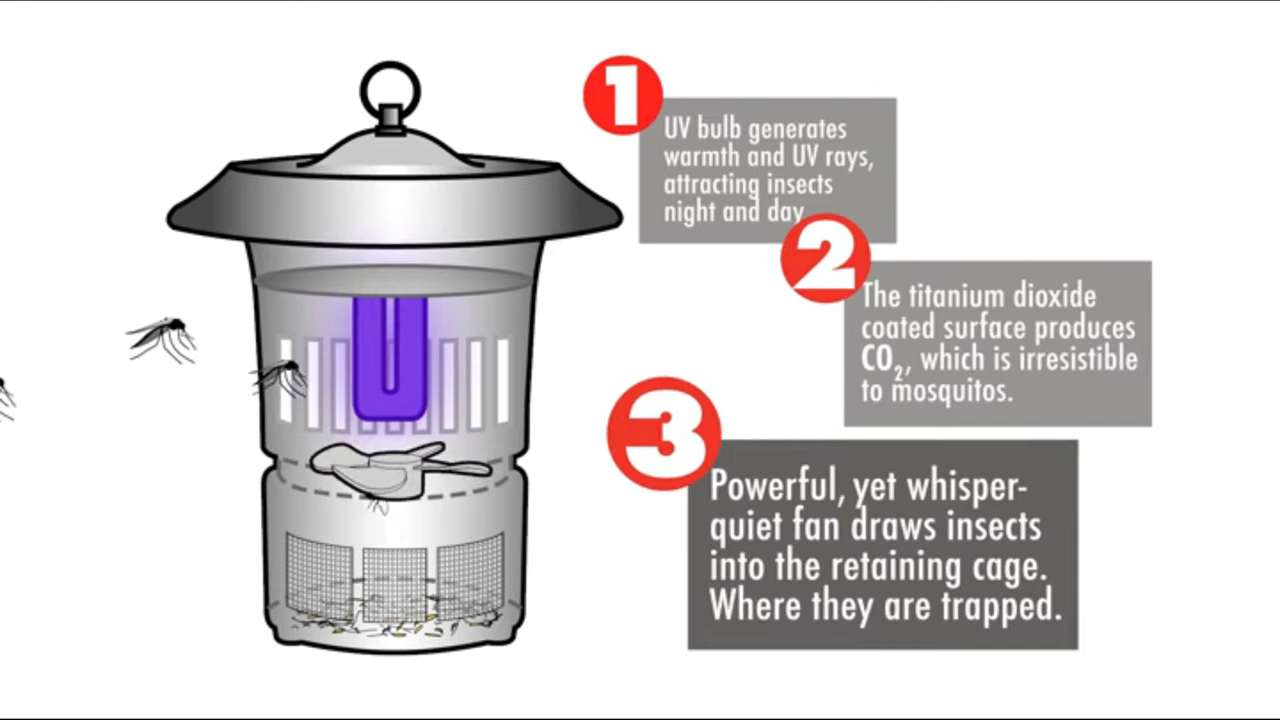 1
UV bulb generates
warmth and UV rays,
attracting insects
night and day
2
The titanium dioxide
coated surface produces
CO₂, which is irresistible
to mosquitos.
3
Powerful, yet whisper-
quiet fan draws insects
into the retaining cage.
Where they are trapped.